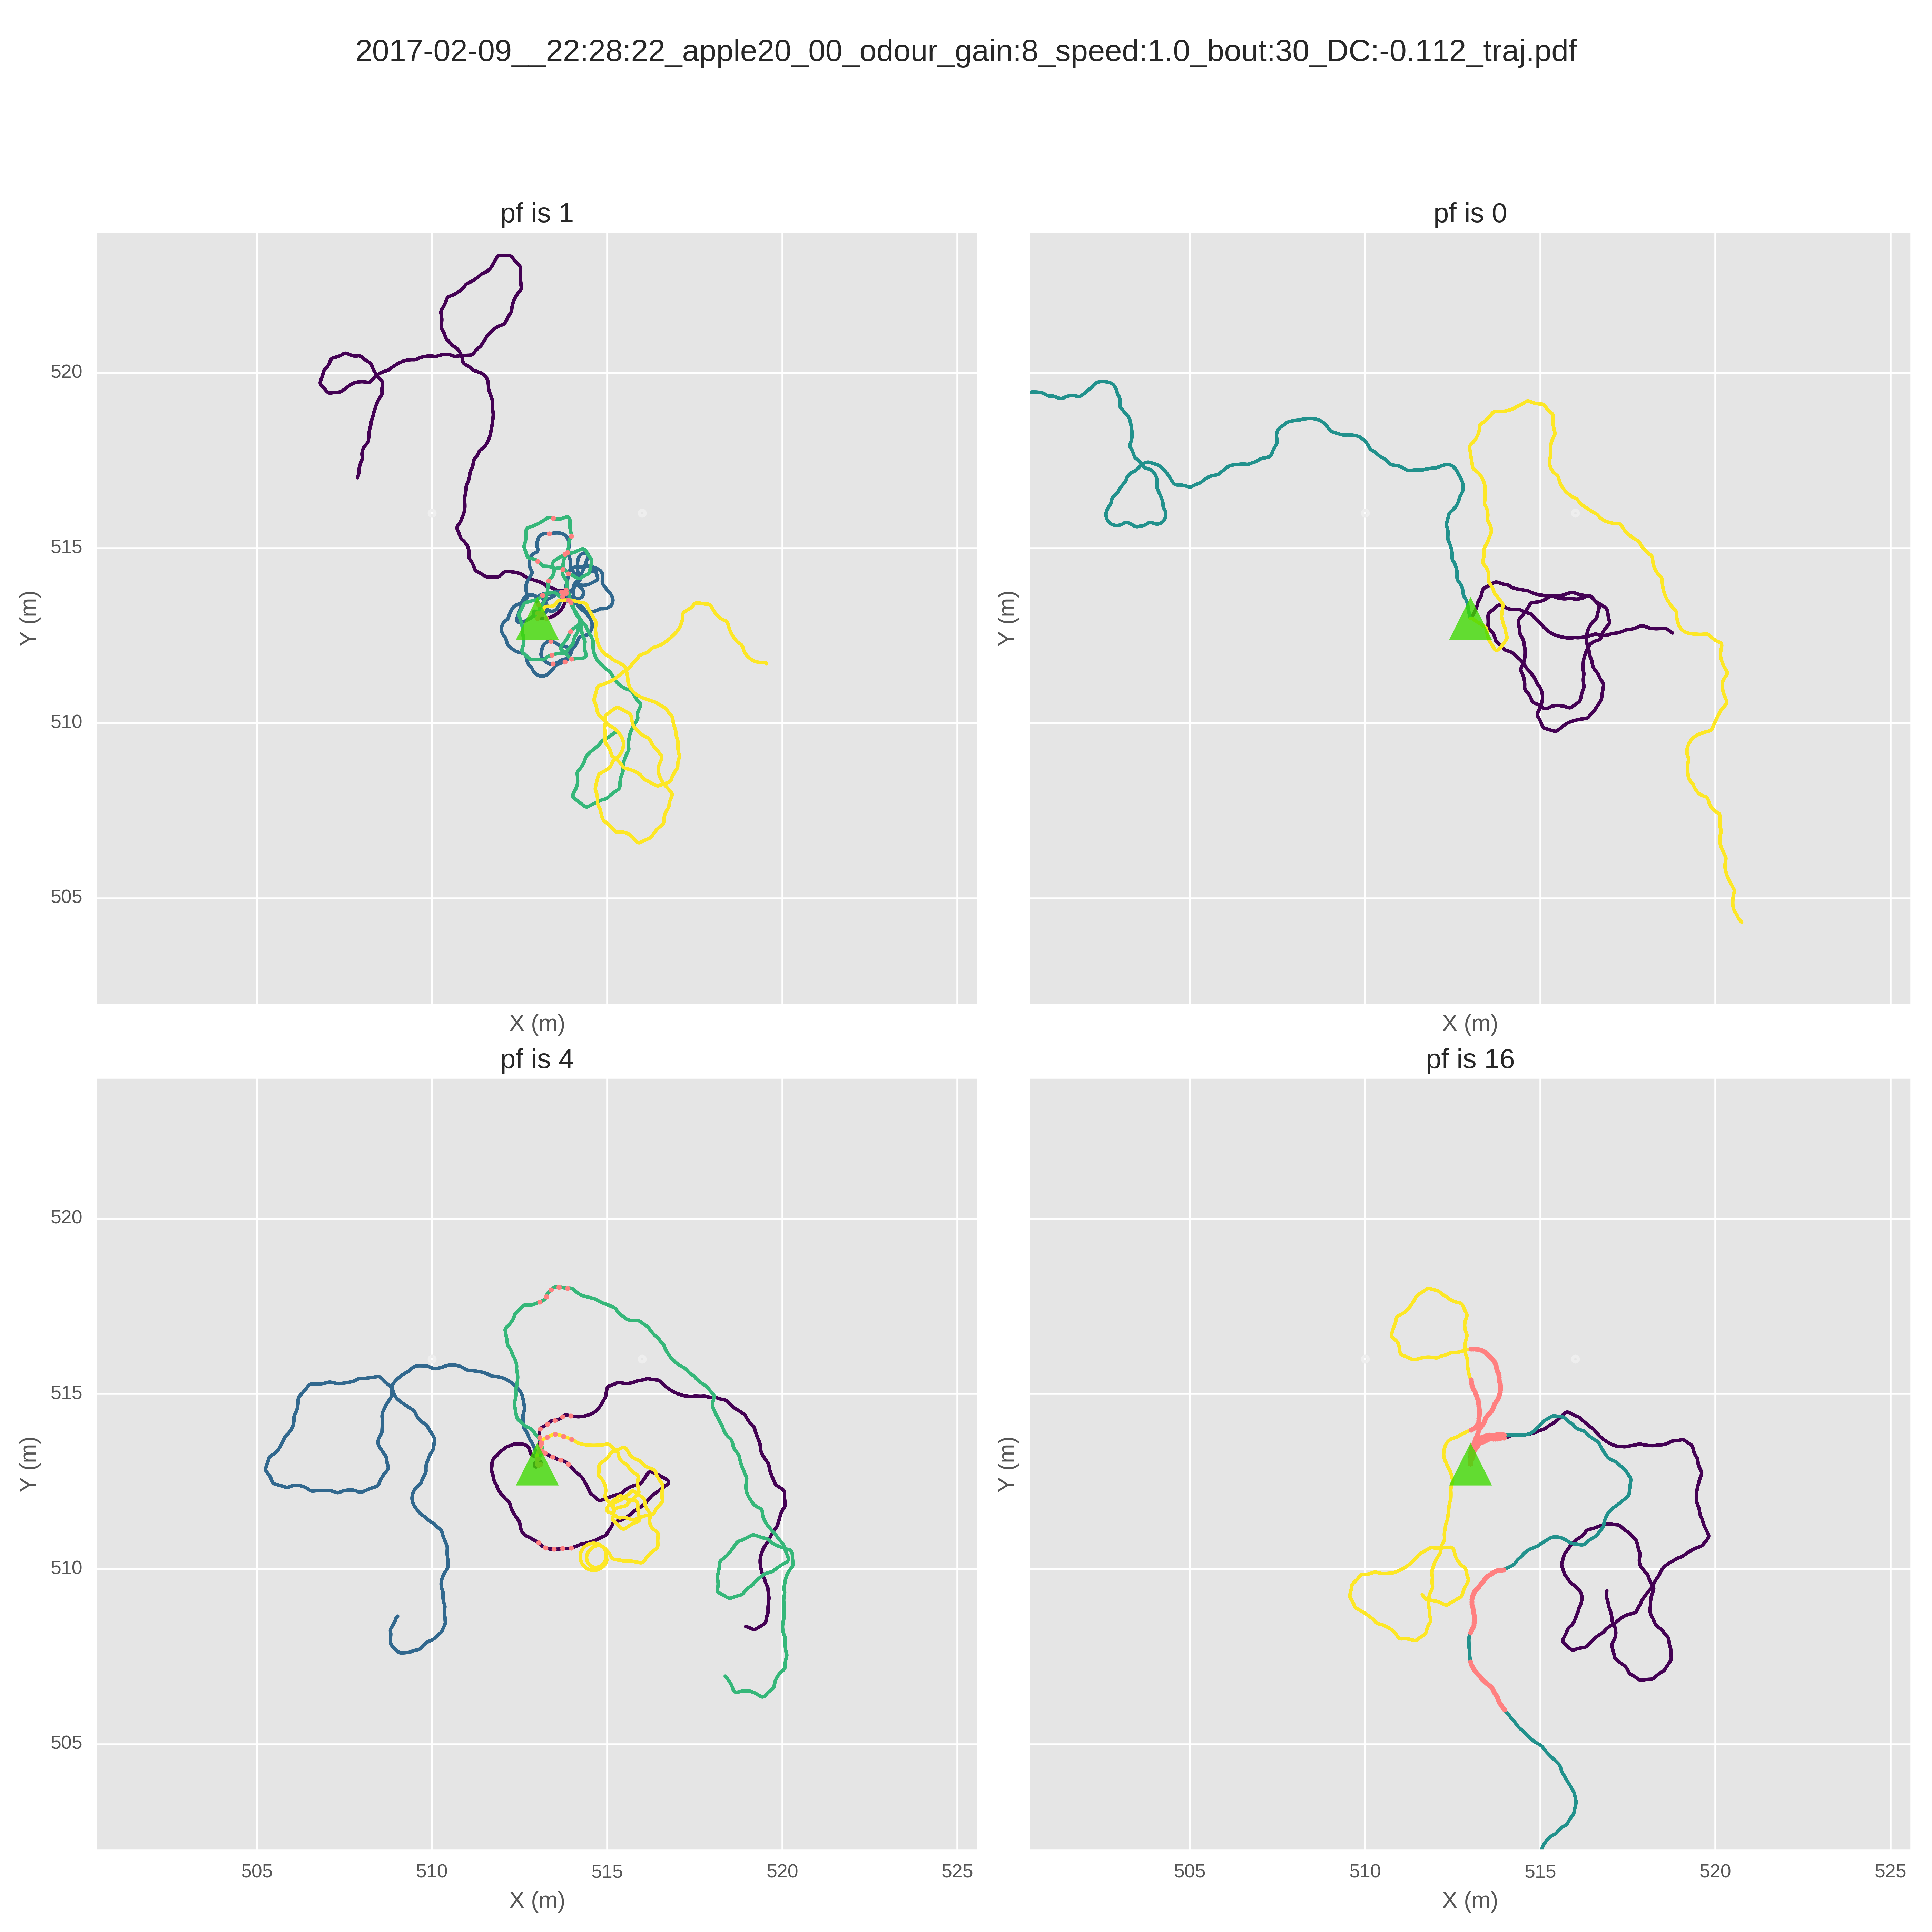 2017-02-09__22:28:22_apple20_00_odour_gain:8_speed:1.0_bout:30_DC:-0.112_traj.pdf
pf is 1
pf is 0
520
515
510
505
Y (m)
Y (m)
X (m)
X (m)
pf is 4
pf is 16
520
515
510
505
Y (m)
Y (m)
505 510 515 520 525
505 510 515 520 525
X (m)
X (m)